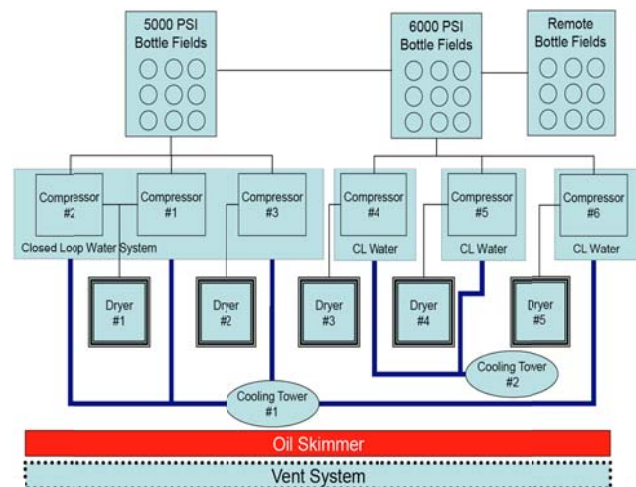 5000 PSI
Bottle Fields
6000 PSI
Bottle Fields
Remote
Bottle Fields
Compressor
#2
Compressor
#1
Compressor
#3
Compressor
#4
Compressor
#5
Compressor
#6
Closed Loop Water System
CL Water
CL Water
CL Water
Dryer
#1
Dryer
#2
Dryer
#3
Dryer
#4
Dryer
#5
Cooling Tower
#2
Cooling Tower
#1
Oil Skimmer
Vent System